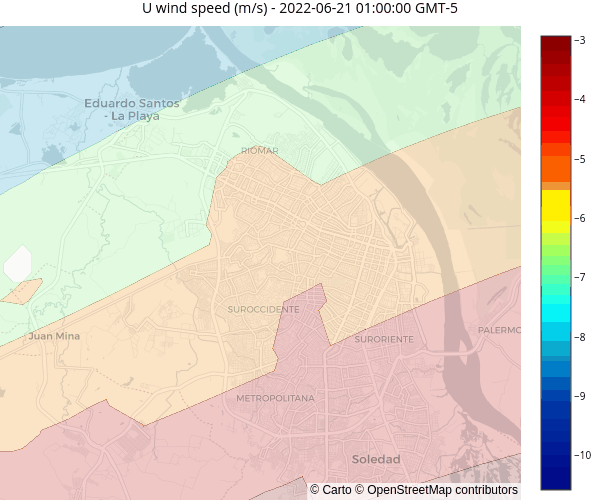 U wind speed (m/s) - 2022-06-21 01:00:00 GMT-5
Eduardo Santos
- La Playa
RIOMAR
SUROCCIDENTE
Juan Mina
SURORIENTE
PALERMO
METROPOLITANA
Soledad
© Carto © OpenStreetMap contributors
−3
−4
−5
−6
−7
−8
−9
−10